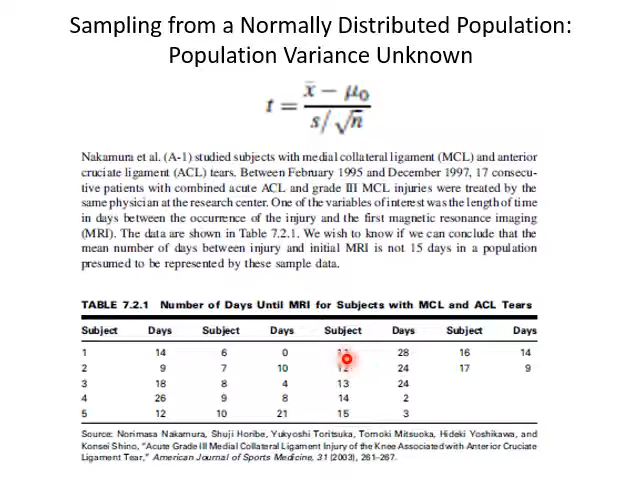 Sampling from a Normally Distributed Population:
Population Variance Unknown
t = x̄ − μ₀ / s/√n
Nakamura et al. (A-1) studied subjects with medial collateral ligament (MCL) and anterior
cruciate ligament (ACL) tears. Between February 1995 and December 1997, 17 consecu-
tive patients with combined acute ACL and grade III MCL injuries were treated by the
same physician at the research center. One of the variables of interest was the length of time
in days between the occurrence of the injury and the first magnetic resonance imaging
(MRI). The data are shown in Table 7.2.1. We wish to know if we can conclude that the
mean number of days between injury and initial MRI is not 15 days in a population
presumed to be represented by these sample data.
TABLE 7.2.1 Number of Days Until MRI for Subjects with MCL and ACL Tears
Subject Days Subject Days Subject Days Subject Days
1 14 6 0 11 28 16 14
2 9 7 10 12 24 17 9
3 18 8 4 13 24
4 26 9 8 14 2
5 12 10 21 15 3
Source: Norimasa Nakamura, Shuji Horibe, Yukyoshi Toritsuka, Tomoki Mitsuoka, Hideki Yoshikawa, and
Konsei Shino, "Acute Grade III Medial Collateral Ligament Injury of the Knee Associated with Anterior Cruciate
Ligament Tear," American Journal of Sports Medicine, 31 (2003), 261–267.